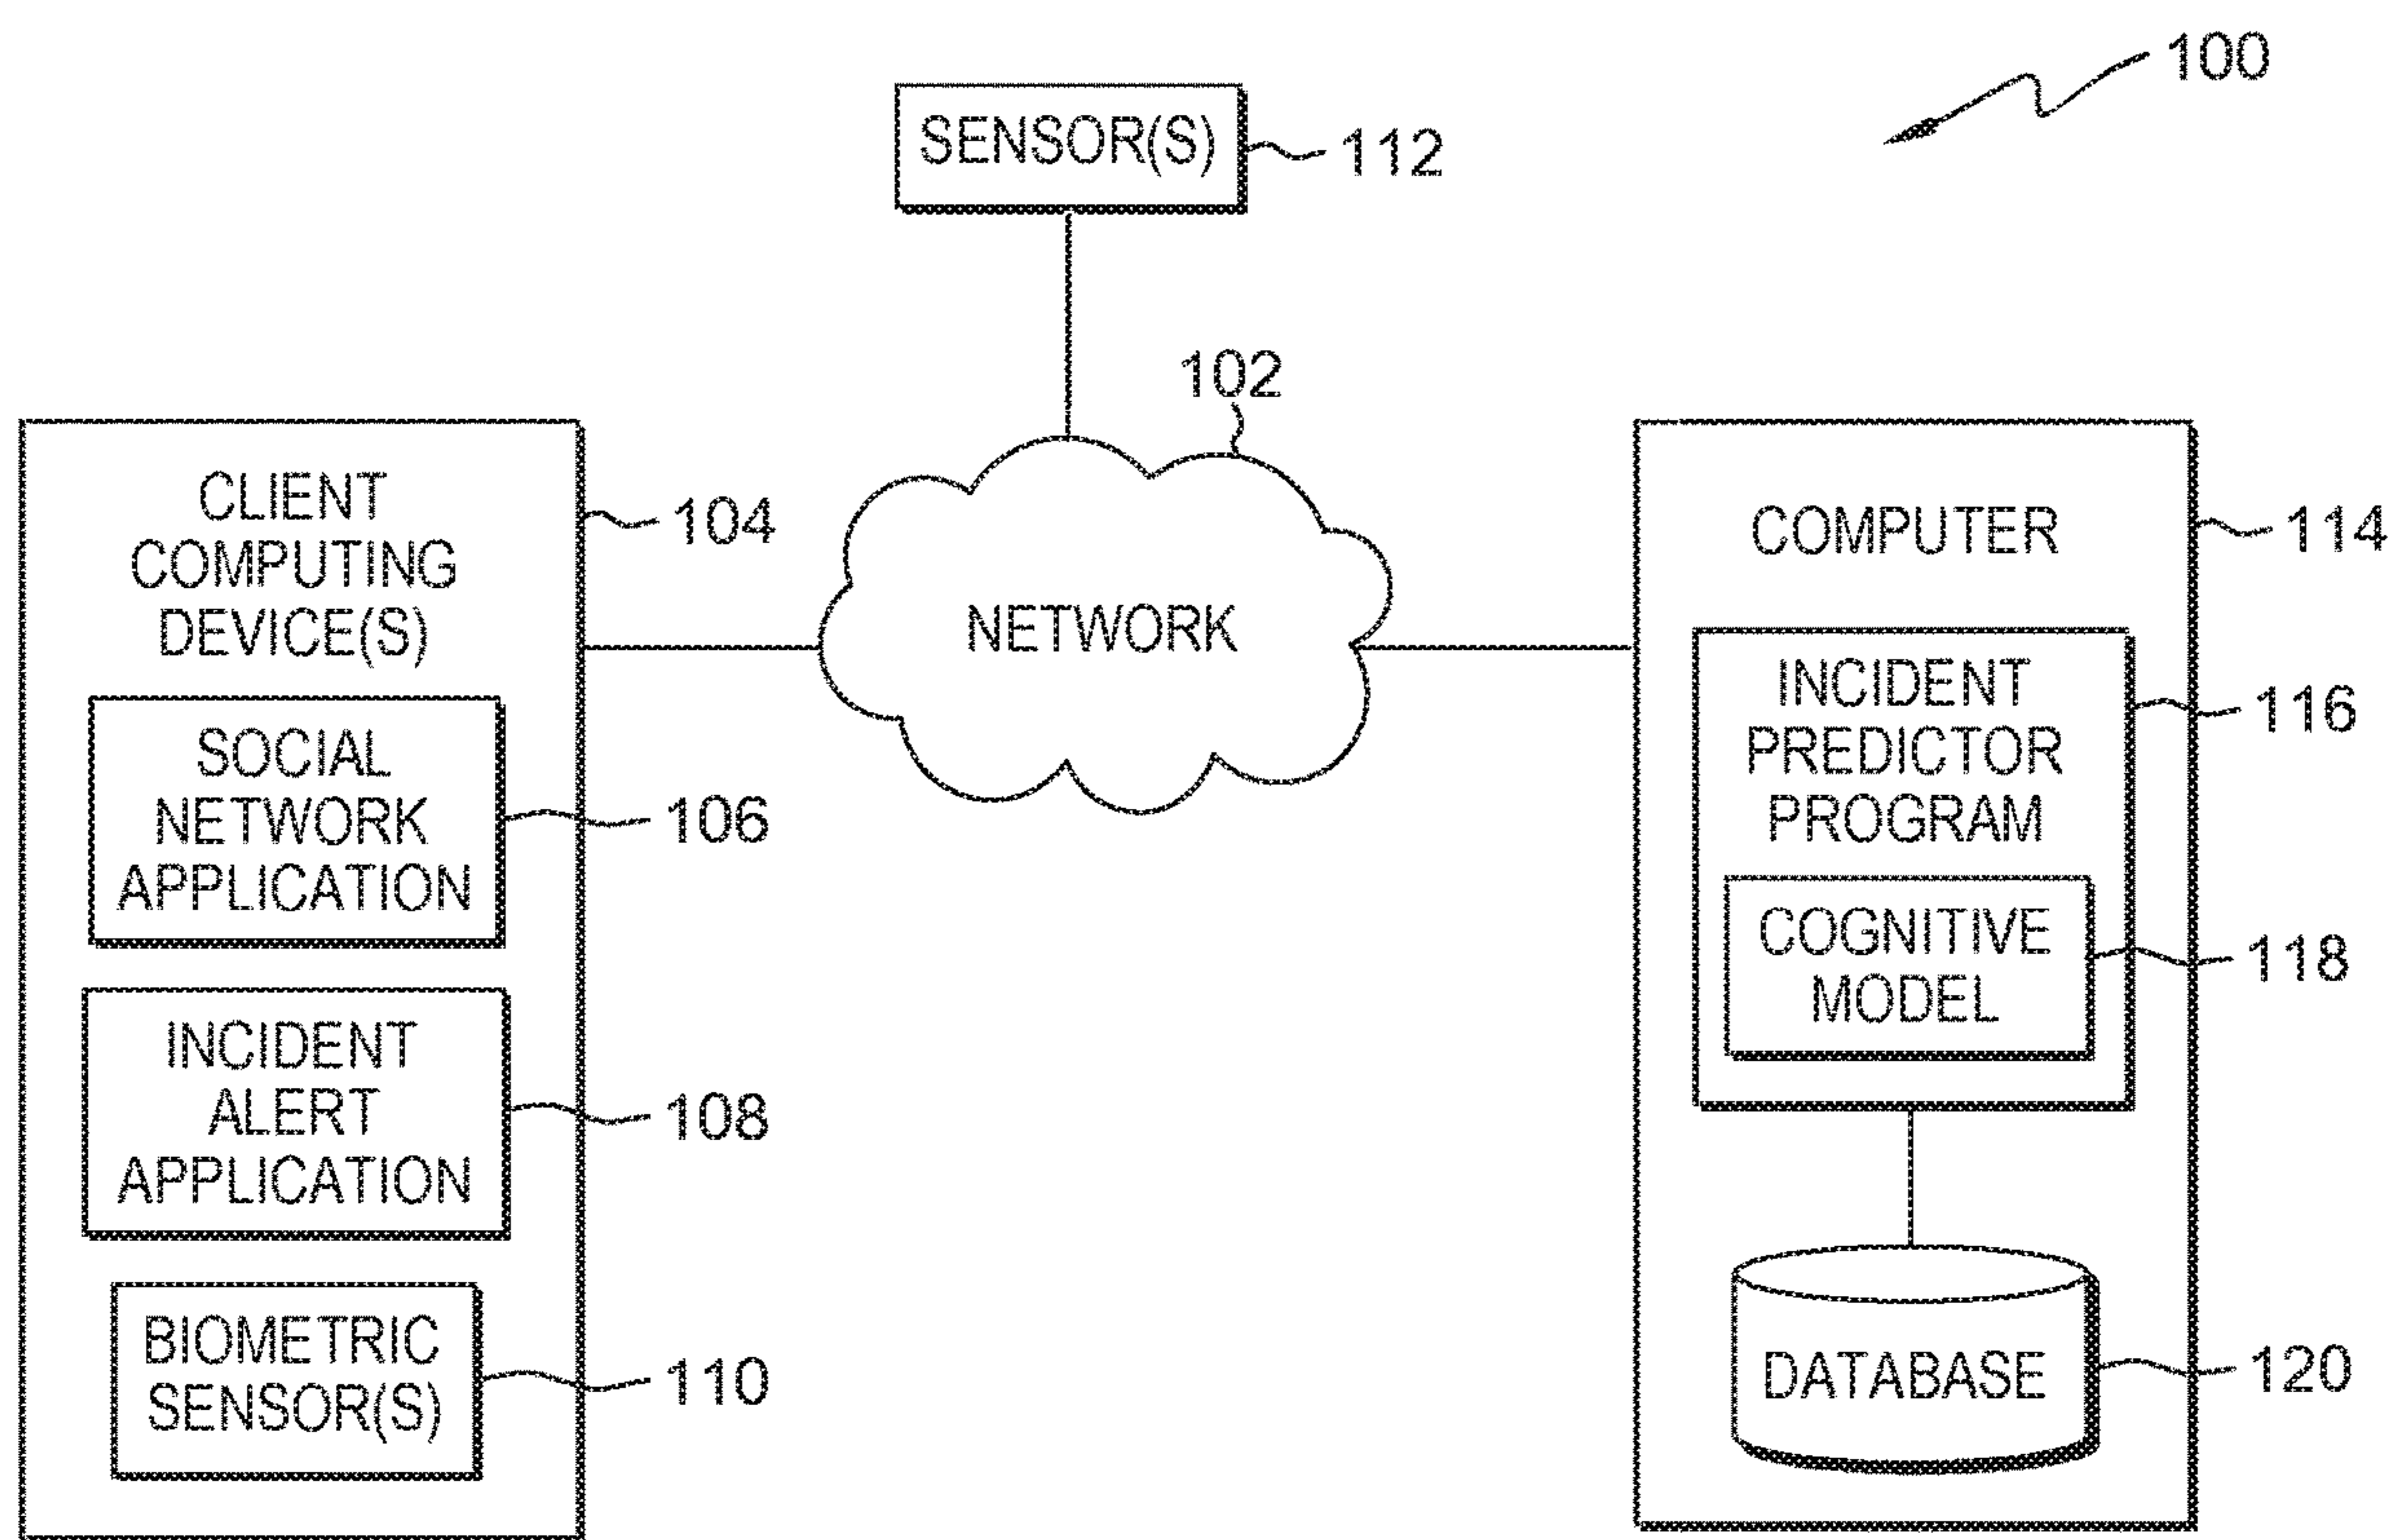 100
SENSOR(S)
112
102
NETWORK
CLIENT
COMPUTING
DEVICE(S)
104
SOCIAL
NETWORK
APPLICATION
106
INCIDENT
ALERT
APPLICATION
108
BIOMETRIC
SENSOR(S)
110
COMPUTER
114
INCIDENT
PREDICTOR
PROGRAM
116
COGNITIVE
MODEL
118
DATABASE
120